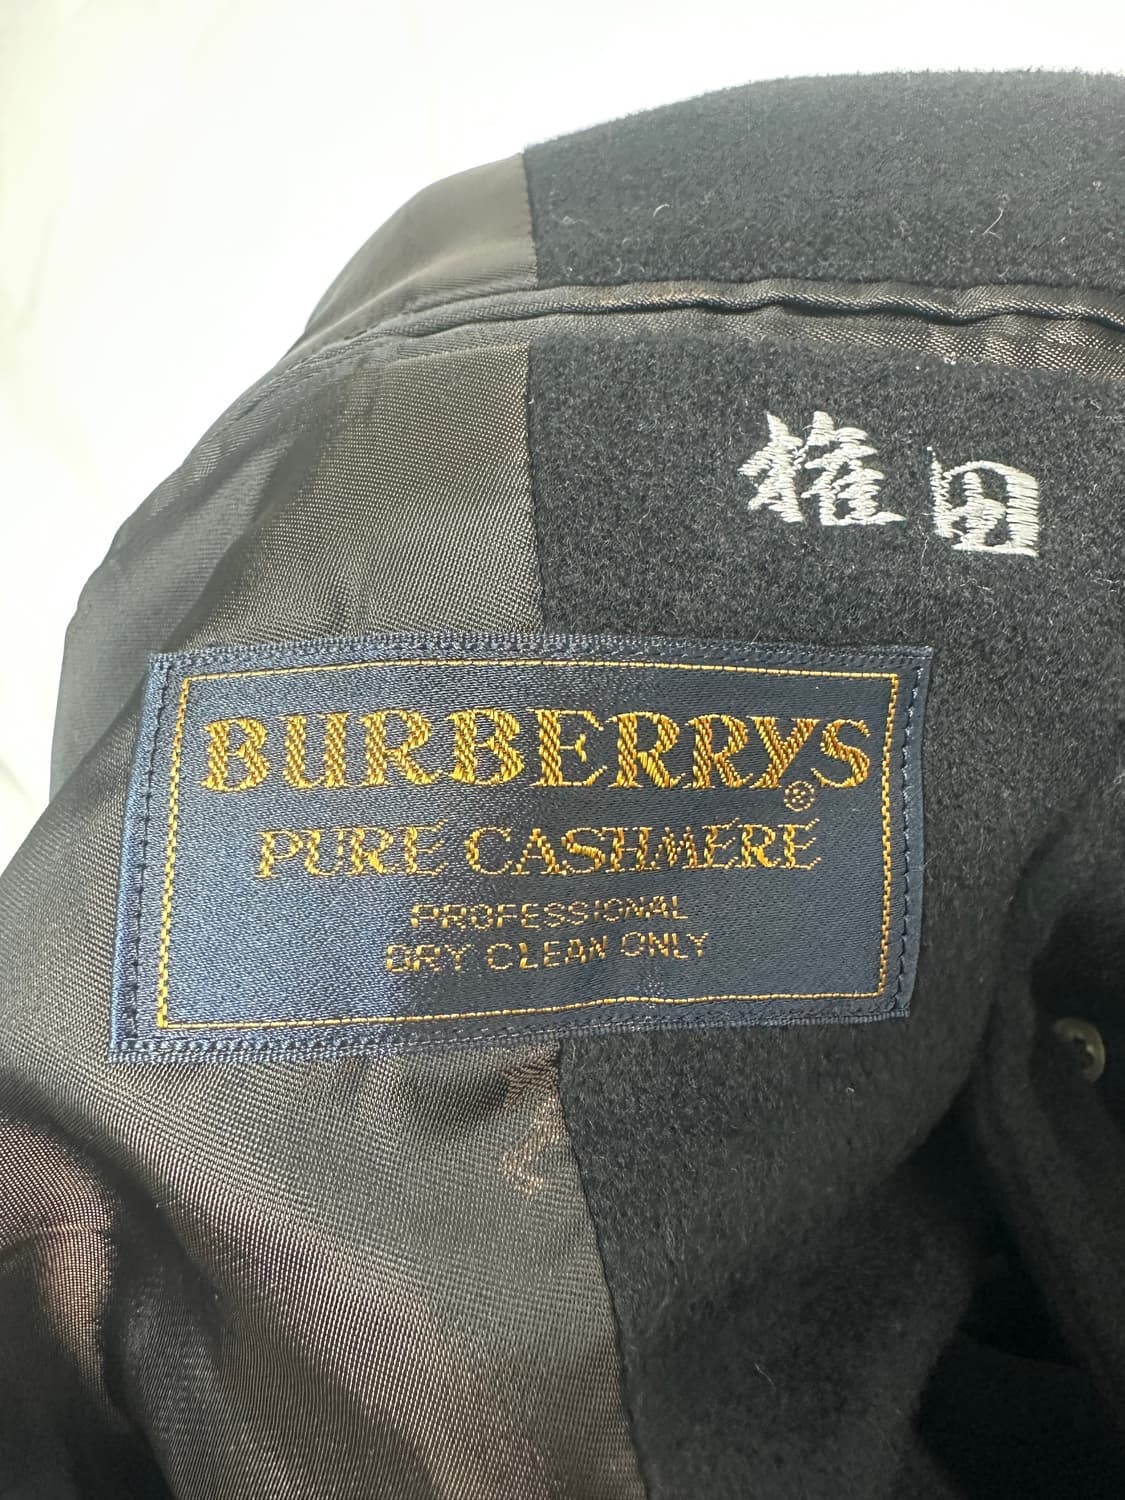 権田
BURBERRYS
®
PURE CASHMERE
PROFESSIONAL
DRY CLEAN ONLY